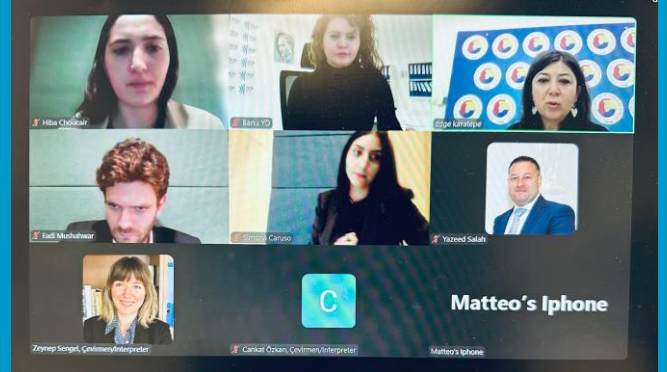 Hiba Choucair
Banu YO
özge karatepe
Fadi Mushahwar
Simona Caruso
Yazeed Salah
C
Matteo's Iphone
Zeynep Sengel, Çevirmen/Interpreter
Cankat Özkan, Çevirmen/Interpreter
Matteo's Iphone